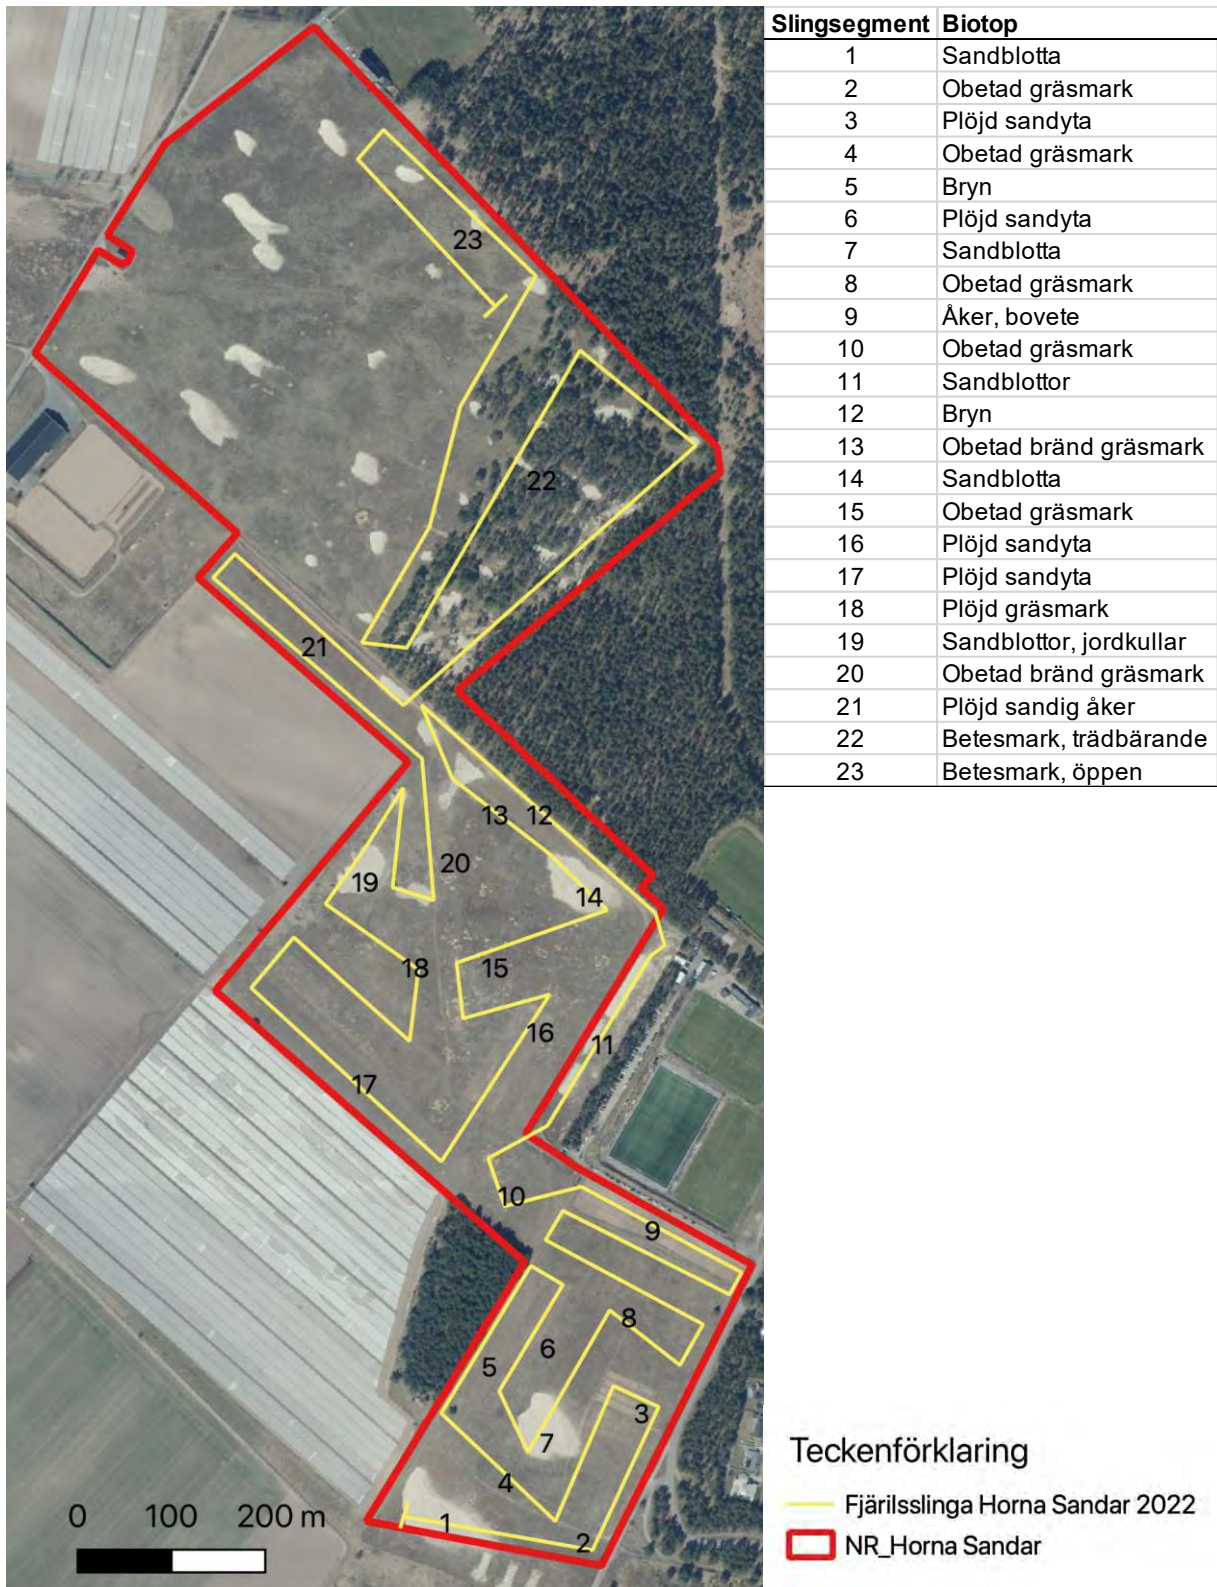 Slingsegment Biotop
1 Sandblotta
2 Obetad gräsmark
3 Plöjd sandyta
4 Obetad gräsmark
5 Bryn
6 Plöjd sandyta
7 Sandblotta
8 Obetad gräsmark
9 Åker, bovete
10 Obetad gräsmark
11 Sandblottor
12 Bryn
13 Obetad bränd gräsmark
14 Sandblotta
15 Obetad gräsmark
16 Plöjd sandyta
17 Plöjd sandyta
18 Plöjd gräsmark
19 Sandblottor, jordkullar
20 Obetad bränd gräsmark
21 Plöjd sandig åker
22 Betesmark, trädbärande
23 Betesmark, öppen
23
22
21
13 12
20
19
14
18 15
16
11
17
10
9
8
6
5
3
7
4
1
2
0 100 200 m
Teckenförklaring
Fjärilsslinga Horna Sandar 2022
NR_Horna Sandar